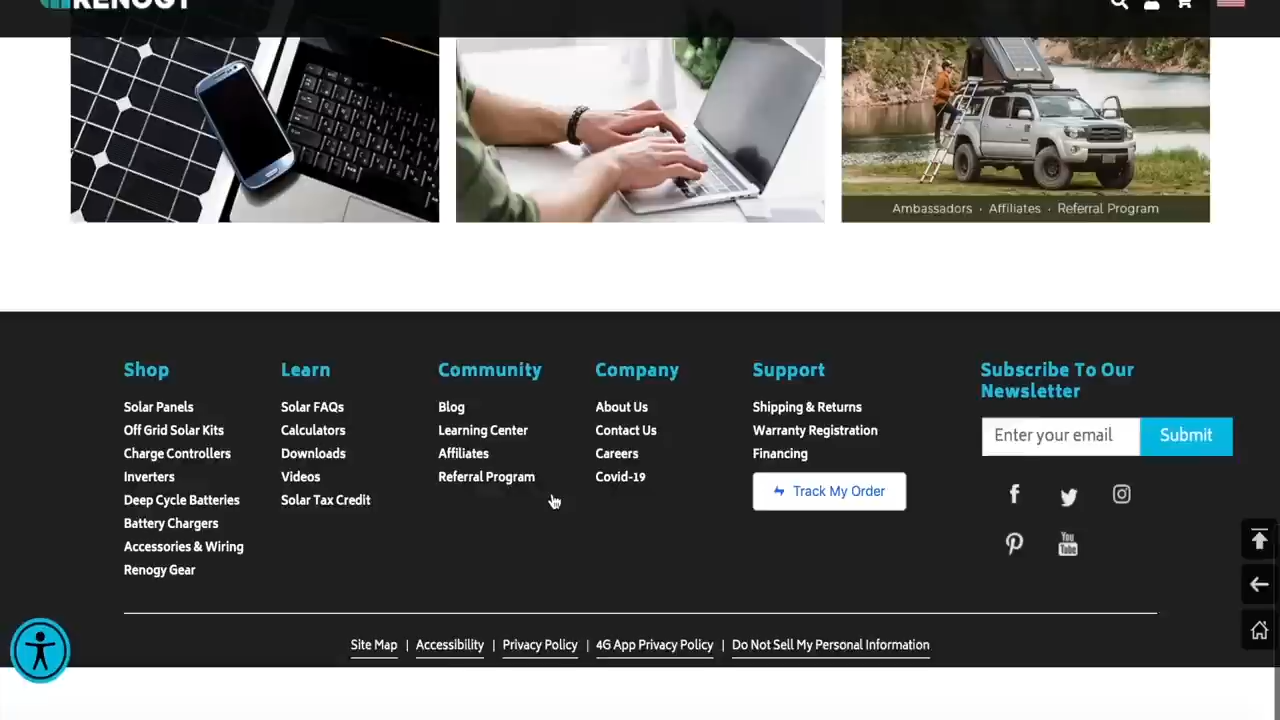 RENOGY
Ambassadors · Affiliates · Referral Program
Shop
Solar Panels
Off Grid Solar Kits
Charge Controllers
Inverters
Deep Cycle Batteries
Battery Chargers
Accessories & Wiring
Renogy Gear
Learn
Solar FAQs
Calculators
Downloads
Videos
Solar Tax Credit
Community
Blog
Learning Center
Affiliates
Referral Program
Company
About Us
Contact Us
Careers
Covid-19
Support
Shipping & Returns
Warranty Registration
Financing
Track My Order
Subscribe To Our
Newsletter
Enter your email
Submit
You
Tube
Site Map | Accessibility | Privacy Policy | 4G App Privacy Policy | Do Not Sell My Personal Information